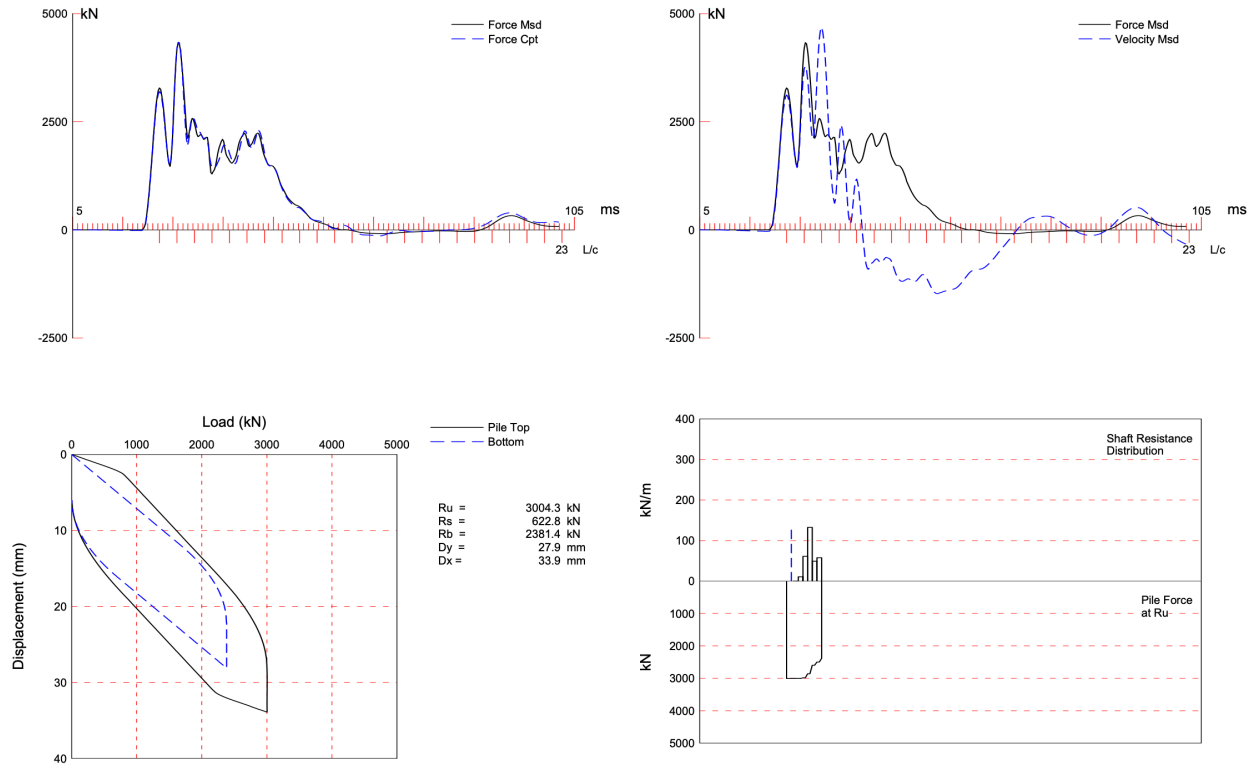 5000 kN
Force Msd
Force Cpt
2500
5 105 ms
0
23 L/c
-2500
5000 kN
Force Msd
Velocity Msd
2500
5 105 ms
0
23 L/c
-2500
Load (kN)
0 1000 2000 3000 4000 5000
Pile Top
Bottom
0
10
20
30
40
Displacement (mm)
Ru = 3004.3 kN
Rs = 622.8 kN
Rb = 2381.4 kN
Dy = 27.9 mm
Dx = 33.9 mm
400
Shaft Resistance
Distribution
300
200
100
0
kN/m
Pile Force
at Ru
1000
2000
3000
4000
5000
kN